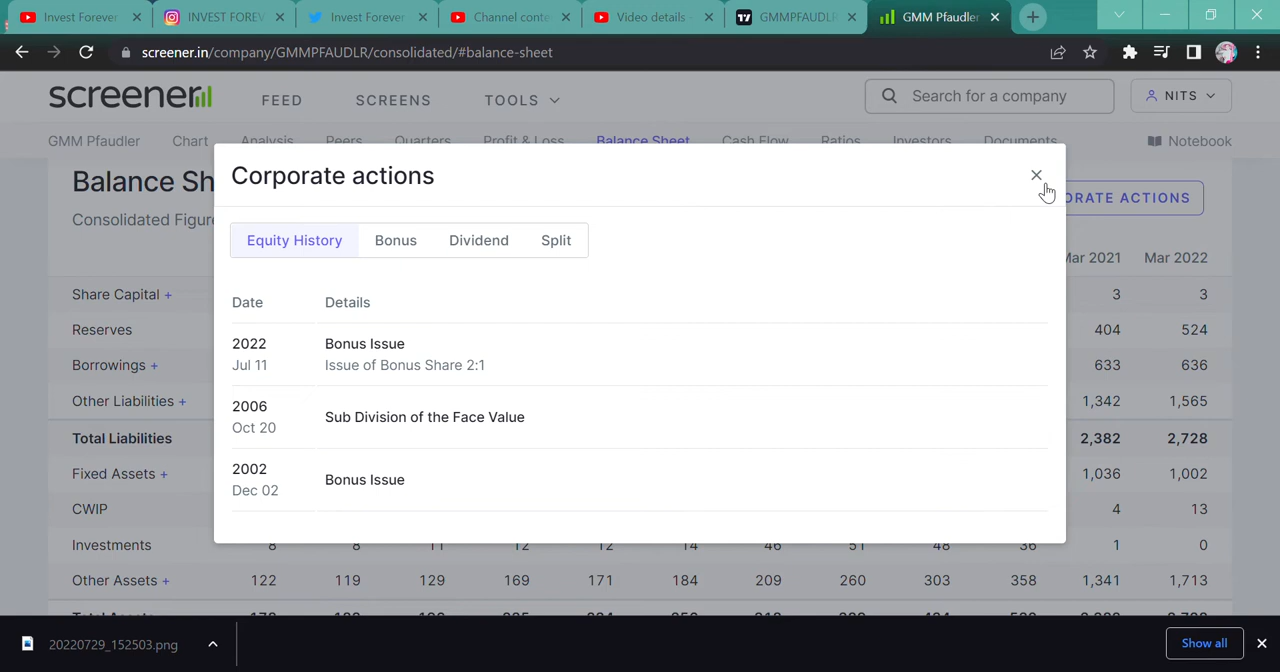 Invest Forever
INVEST FOREV
Invest Forever
Channel conte
Video details -
GMMPFAUDLR
GMM Pfaudler
screener.in/company/GMMPFAUDLR/consolidated/#balance-sheet
screener
FEED
SCREENS
TOOLS
Search for a company
NITS
GMM Pfaudler
Chart
Analysis
Peers
Quarters
Profit & Loss
Balance Sheet
Cash Flow
Ratios
Investors
Documents
Notebook
Balance Sh
Consolidated Figure
ORATE ACTIONS
Corporate actions
Equity History
Bonus
Dividend
Split
Date
Details
2022
Jul 11
Bonus Issue
Issue of Bonus Share 2:1
2006
Oct 20
Sub Division of the Face Value
2002
Dec 02
Bonus Issue
Mar 2021 Mar 2022
Share Capital + 3 3
Reserves 404 524
Borrowings + 633 636
Other Liabilities + 1,342 1,565
Total Liabilities 2,382 2,728
Fixed Assets + 1,036 1,002
CWIP 4 13
Investments 8 8 11 12 12 14 46 51 48 36 1 0
Other Assets + 122 119 129 169 171 184 209 260 303 358 1,341 1,713
20220729_152503.png
Show all